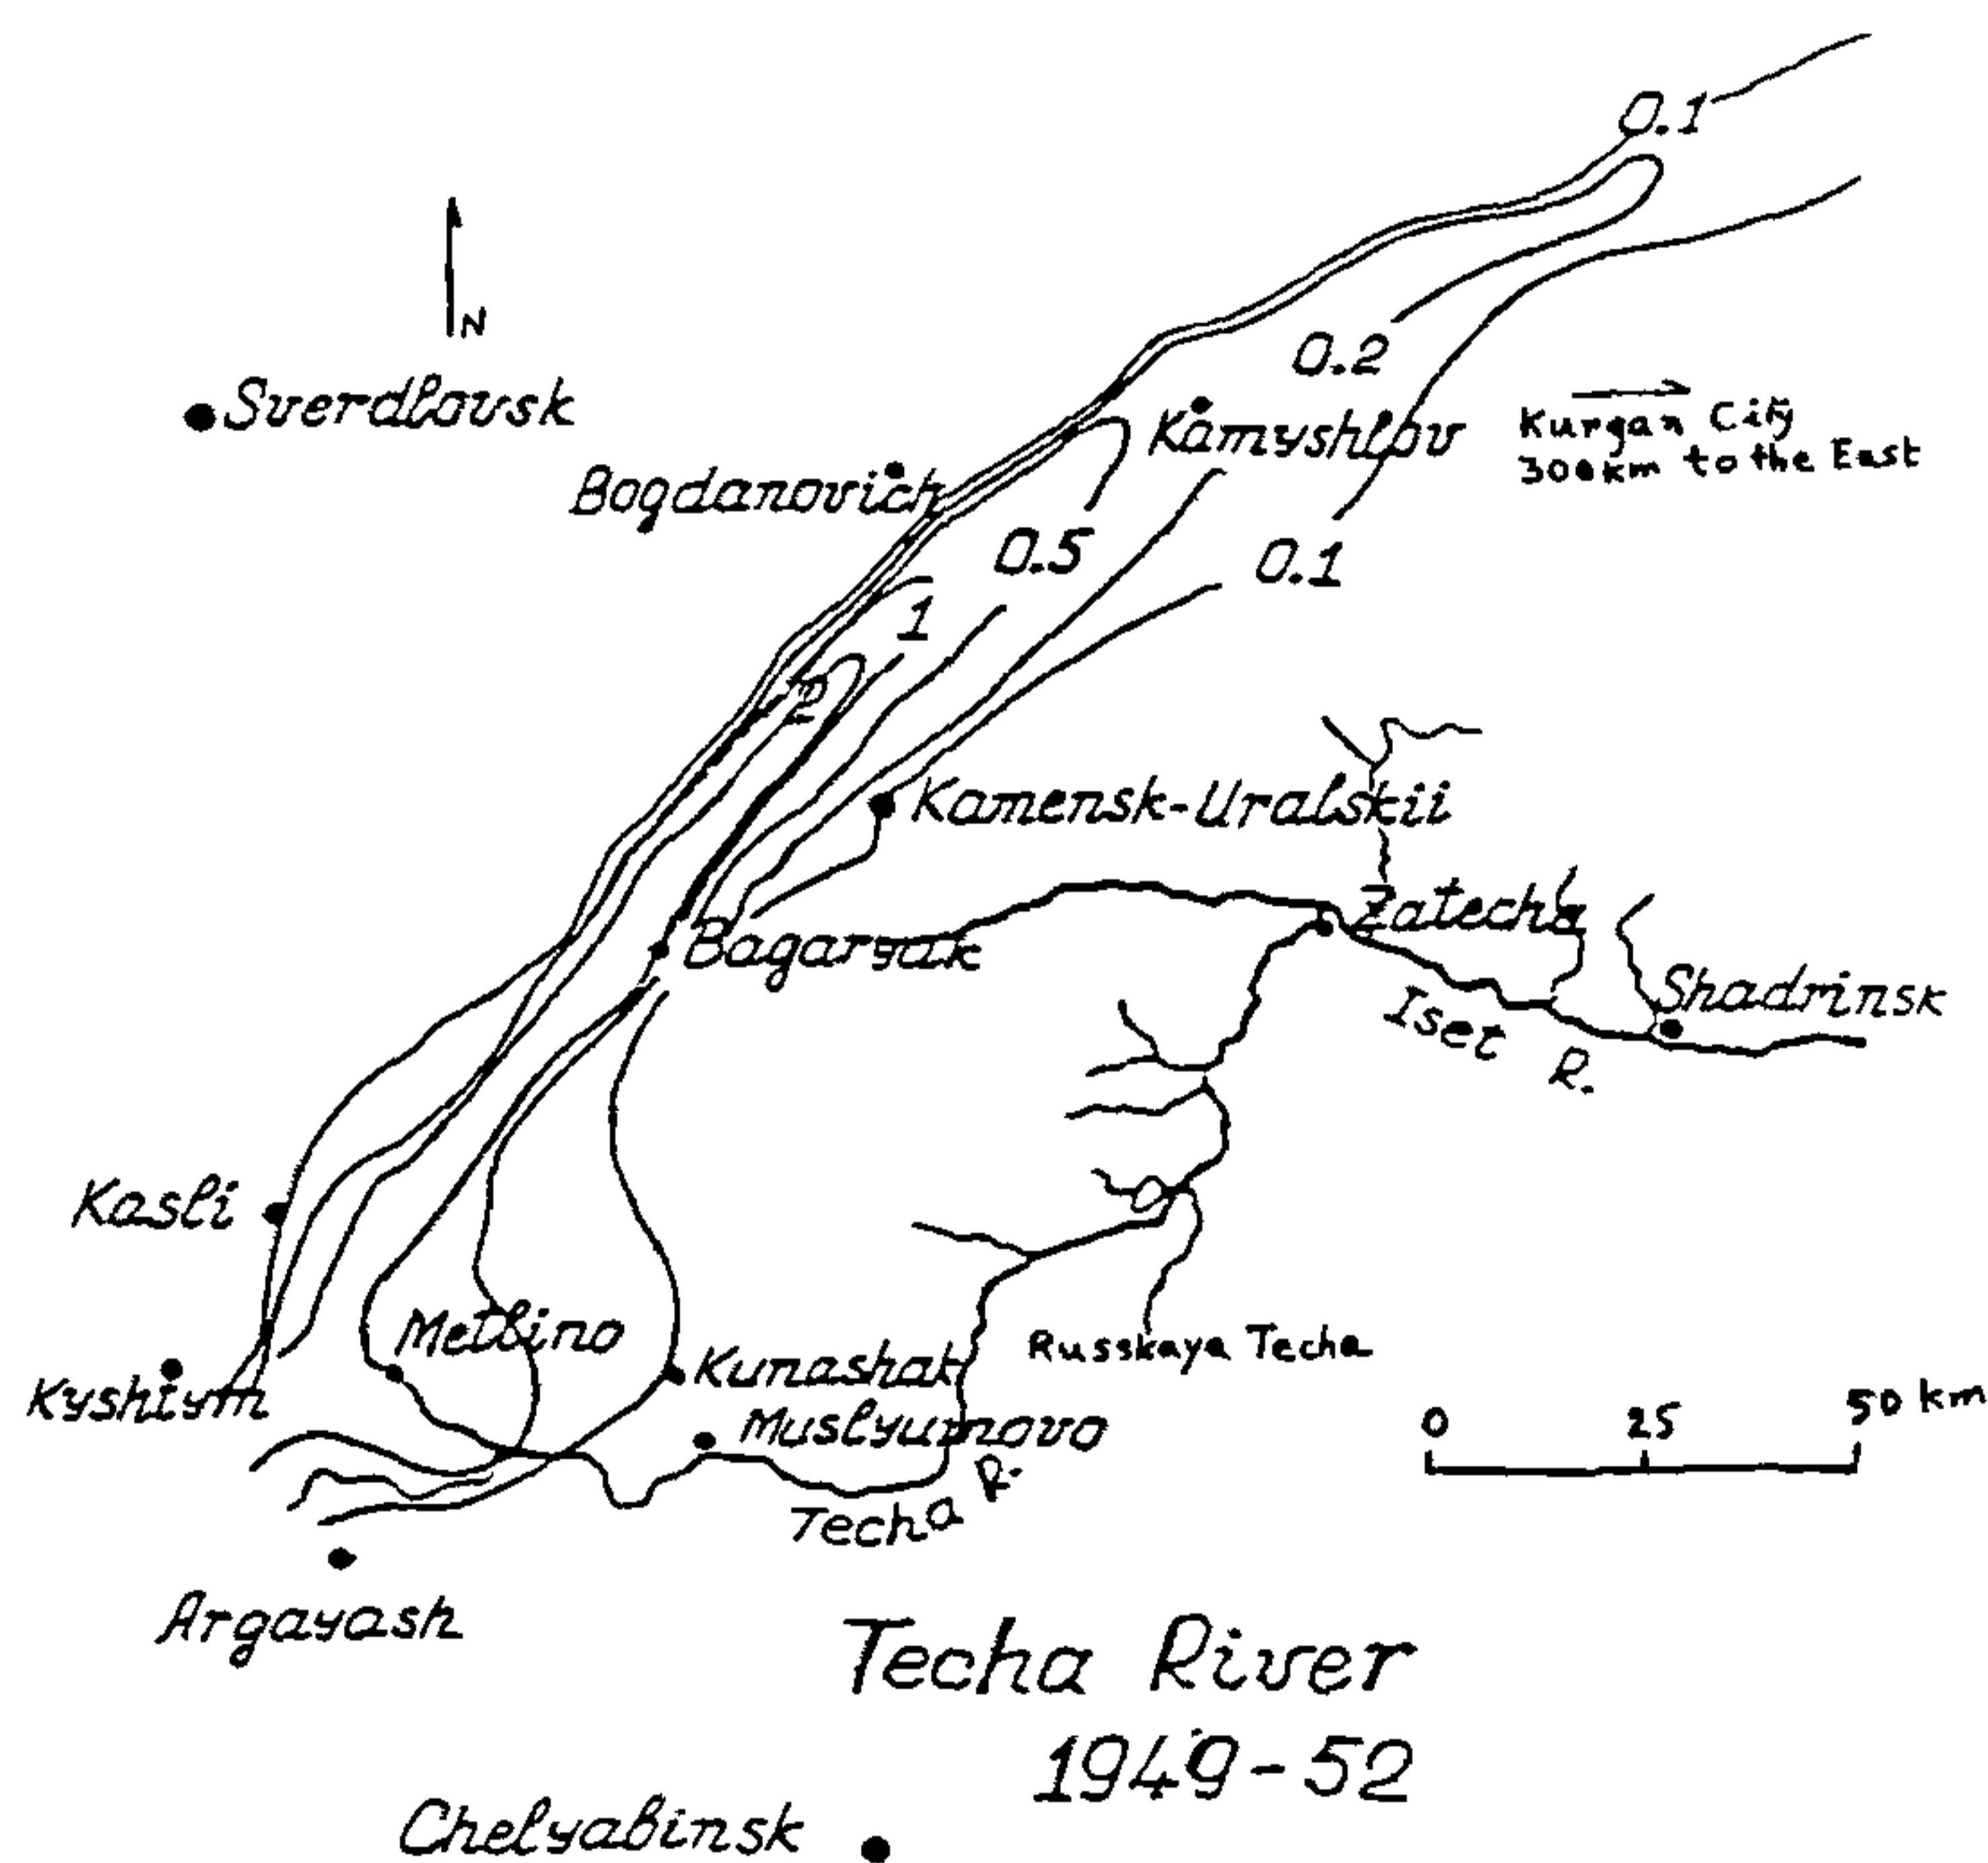 0.1
N
0.2
Sverdlovsk
Kamyshlov
Kurgan City
300km to the East
Bogdanovich
0.5
0.1
1
2
Kamensk-Uralskii
Zatecha
Bagaryak
Shadrinsk
Iset R.
Kasli
Metlino
Russkaya Techa
Kunashak
Kyshtym
Muslyumovo
0 25 50 km
Techa R.
Argayash
Techa River
1949-52
Chelyabinsk